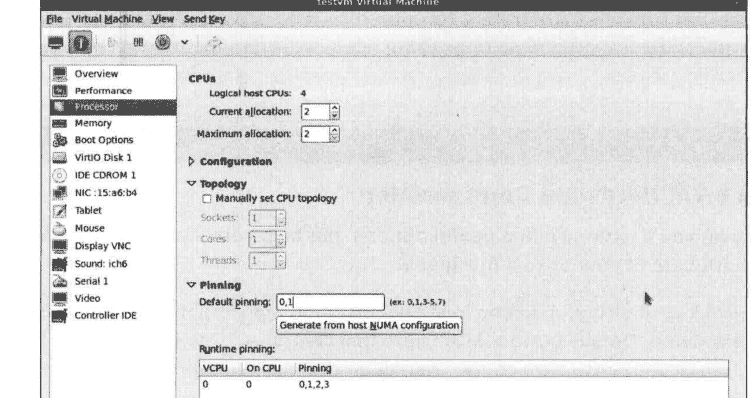 testvm Virtual Machine
File Virtual Machine View Send Key
Overview
Performance
Processor
Memory
Boot Options
VirtIO Disk 1
IDE CDROM 1
NIC :15:a6:b4
Tablet
Mouse
Display VNC
Sound: ich6
Serial 1
Video
Controller IDE
CPUs
Logical host CPUs: 4
Current allocation: 2
Maximum allocation: 2
Configuration
Topology
Manually set CPU topology
Sockets: 1
Cores: 1
Threads: 1
Pinning
Default pinning: 0,1 (ex: 0,1,3-5,7)
Generate from host NUMA configuration
Runtime pinning:
VCPU On CPU Pinning
0 0 0,1,2,3